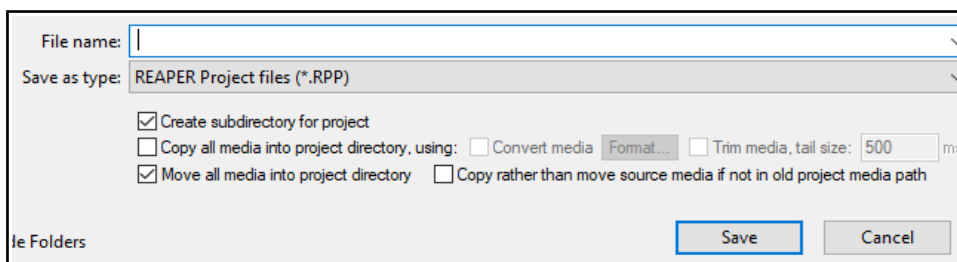 File name:
Save as type: REAPER Project files (*.RPP)
Create subdirectory for project
Copy all media into project directory, using: Convert media Format... Trim media, tail size: 500
Move all media into project directory Copy rather than move source media if not in old project media path
de Folders Save Cancel